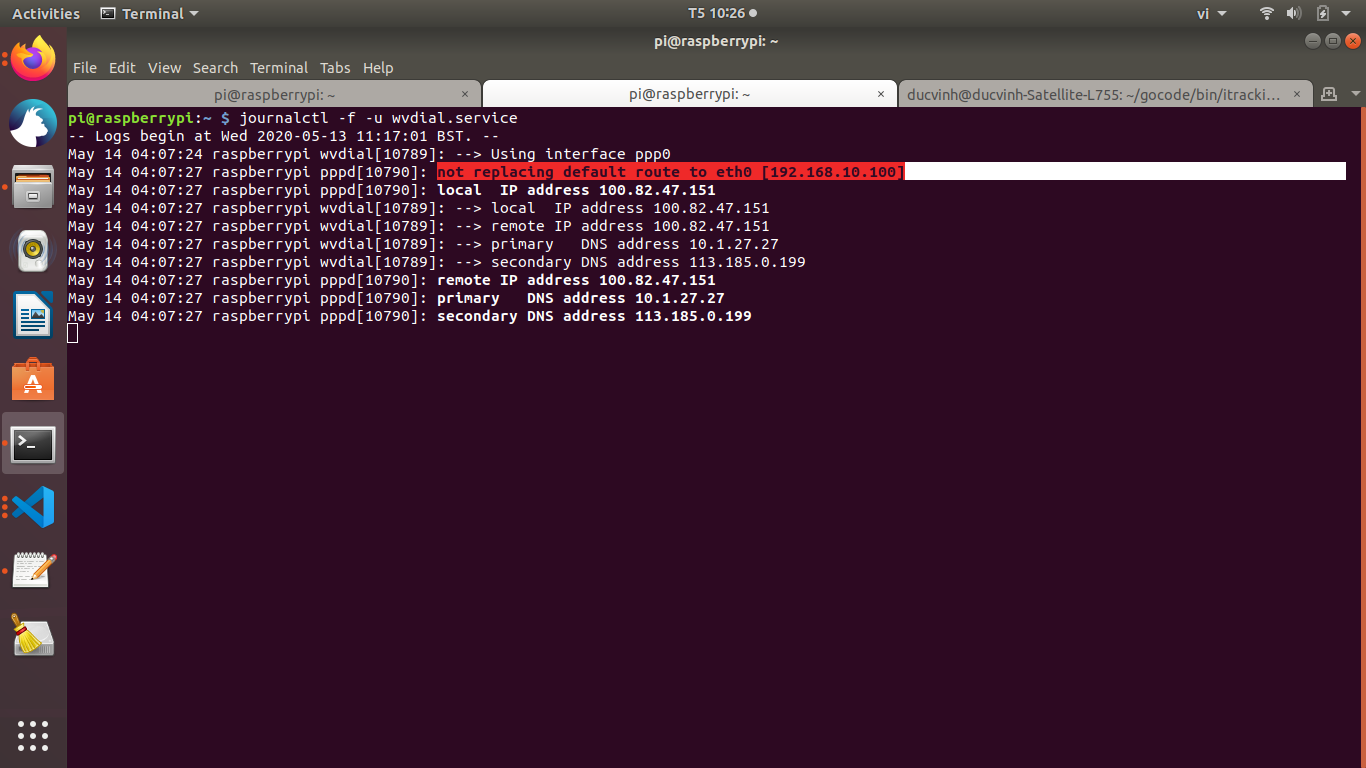 Activities Terminal T5 10:26 vi
pi@raspberrypi: ~
File Edit View Search Terminal Tabs Help
pi@raspberrypi: ~ × pi@raspberrypi: ~ × ducvinh@ducvinh-Satellite-L755: ~/gocode/bin/itracki... ×
pi@raspberrypi:~ $ journalctl -f -u wvdial.service
-- Logs begin at Wed 2020-05-13 11:17:01 BST. --
May 14 04:07:24 raspberrypi wvdial[10789]: --> Using interface ppp0
May 14 04:07:27 raspberrypi pppd[10790]: not replacing default route to eth0 [192.168.10.100]
May 14 04:07:27 raspberrypi pppd[10790]: local  IP address 100.82.47.151
May 14 04:07:27 raspberrypi wvdial[10789]: --> local  IP address 100.82.47.151
May 14 04:07:27 raspberrypi wvdial[10789]: --> remote IP address 100.82.47.151
May 14 04:07:27 raspberrypi wvdial[10789]: --> primary   DNS address 10.1.27.27
May 14 04:07:27 raspberrypi wvdial[10789]: --> secondary DNS address 113.185.0.199
May 14 04:07:27 raspberrypi pppd[10790]: remote IP address 100.82.47.151
May 14 04:07:27 raspberrypi pppd[10790]: primary   DNS address 10.1.27.27
May 14 04:07:27 raspberrypi pppd[10790]: secondary DNS address 113.185.0.199